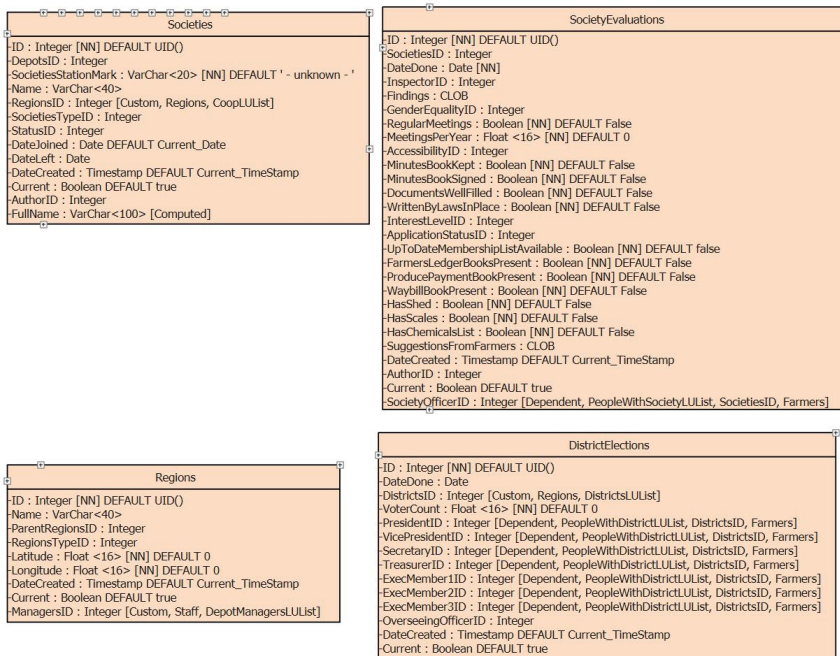 Societies
-ID : Integer [NN] DEFAULT UID()
-DepotsID : Integer
-SocietiesStationMark : VarChar<20> [NN] DEFAULT ' - unknown - '
-Name : VarChar<40>
-RegionsID : Integer [Custom, Regions, CoopLUList]
-SocietiesTypeID : Integer
-StatusID : Integer
-DateJoined : Date DEFAULT Current_Date
-DateLeft : Date
-DateCreated : Timestamp DEFAULT Current_TimeStamp
-Current : Boolean DEFAULT true
-AuthorID : Integer
-FullName : VarChar<100> [Computed]
SocietyEvaluations
-ID : Integer [NN] DEFAULT UID()
-SocietiesID : Integer
-DateDone : Date [NN]
-InspectorID : Integer
-Findings : CLOB
-GenderEqualityID : Integer
-RegularMeetings : Boolean [NN] DEFAULT False
-MeetingsPerYear : Float <16> [NN] DEFAULT 0
-AccessibilityID : Integer
-MinutesBookKept : Boolean [NN] DEFAULT False
-MinutesBookSigned : Boolean [NN] DEFAULT False
-DocumentsWellFilled : Boolean [NN] DEFAULT False
-WrittenByLawsInPlace : Boolean [NN] DEFAULT False
-InterestLevelID : Integer
-ApplicationStatusID : Integer
-UpToDateMembershipListAvailable : Boolean [NN] DEFAULT false
-FarmersLedgerBooksPresent : Boolean [NN] DEFAULT False
-ProducePaymentBookPresent : Boolean [NN] DEFAULT False
-WaybillBookPresent : Boolean [NN] DEFAULT False
-HasShed : Boolean [NN] DEFAULT False
-HasScales : Boolean [NN] DEFAULT False
-HasChemicalsList : Boolean [NN] DEFAULT False
-SuggestionsFromFarmers : CLOB
-DateCreated : Timestamp DEFAULT Current_TimeStamp
-AuthorID : Integer
-Current : Boolean DEFAULT true
-SocietyOfficerID : Integer [Dependent, PeopleWithSocietyLUList, SocietiesID, Farmers]
Regions
-ID : Integer [NN] DEFAULT UID()
-Name : VarChar<40>
-ParentRegionsID : Integer
-RegionsTypeID : Integer
-Latitude : Float <16> [NN] DEFAULT 0
-Longitude : Float <16> [NN] DEFAULT 0
-DateCreated : Timestamp DEFAULT Current_TimeStamp
-Current : Boolean DEFAULT true
-ManagersID : Integer [Custom, Staff, DepotManagersLUList]
DistrictElections
-ID : Integer [NN] DEFAULT UID()
-DateDone : Date
-DistrictsID : Integer [Custom, Regions, DistrictsLUList]
-VoterCount : Float <16> [NN] DEFAULT 0
-PresidentID : Integer [Dependent, PeopleWithDistrictLUList, DistrictsID, Farmers]
-VicePresidentID : Integer [Dependent, PeopleWithDistrictLUList, DistrictsID, Farmers]
-SecretaryID : Integer [Dependent, PeopleWithDistrictLUList, DistrictsID, Farmers]
-TreasurerID : Integer [Dependent, PeopleWithDistrictLUList, DistrictsID, Farmers]
-ExecMember1ID : Integer [Dependent, PeopleWithDistrictLUList, DistrictsID, Farmers]
-ExecMember2ID : Integer [Dependent, PeopleWithDistrictLUList, DistrictsID, Farmers]
-ExecMember3ID : Integer [Dependent, PeopleWithDistrictLUList, DistrictsID, Farmers]
-OverseeingOfficerID : Integer
-DateCreated : Timestamp DEFAULT Current_TimeStamp
-Current : Boolean DEFAULT true